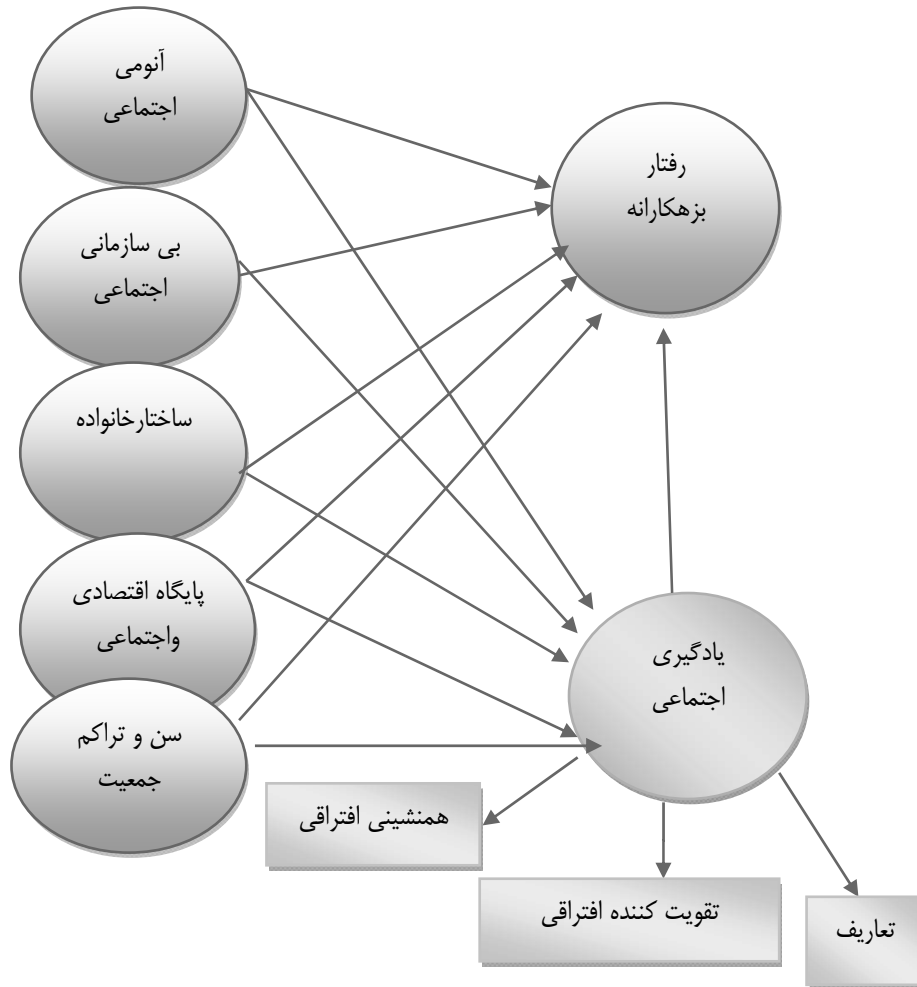 آنومی
اجتماعی
رفتار
بزهکارانه
بی سازمانی
اجتماعی
ساختارخانواده
پایگاه اقتصادی
واجتماعی
یادگیری
اجتماعی
سن و تراکم
جمعیت
همنشینی افتراقی
تقویت کننده افتراقی
تعاریف